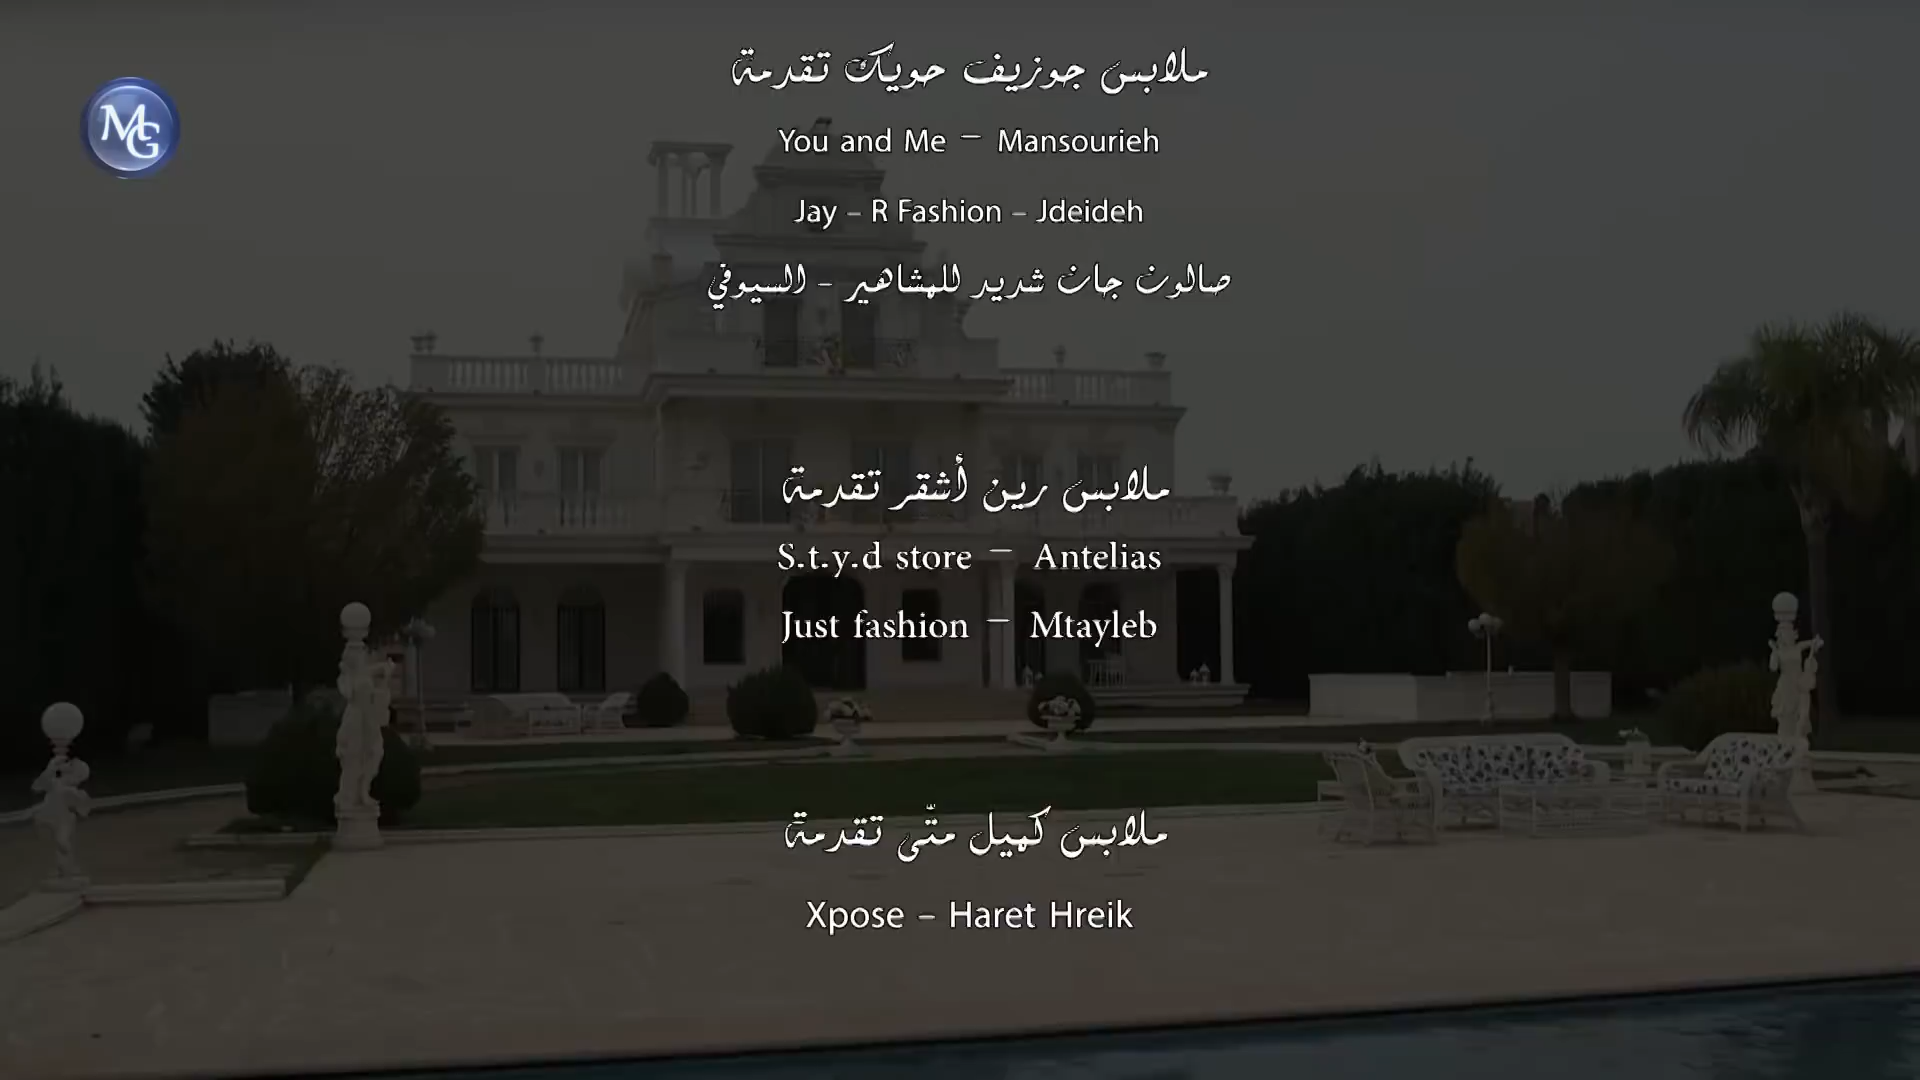 MG
ملابس جوزيف حويك تقدمة
You and Me – Mansourieh
Jay – R Fashion – Jdeideh
صالون جان شديد للمشاهير – السيوفي
ملابس رين أشقر تقدمة
S.t.y.d store – Antelias
Just fashion – Mtayleb
ملابس كميل متّى تقدمة
Xpose – Haret Hreik